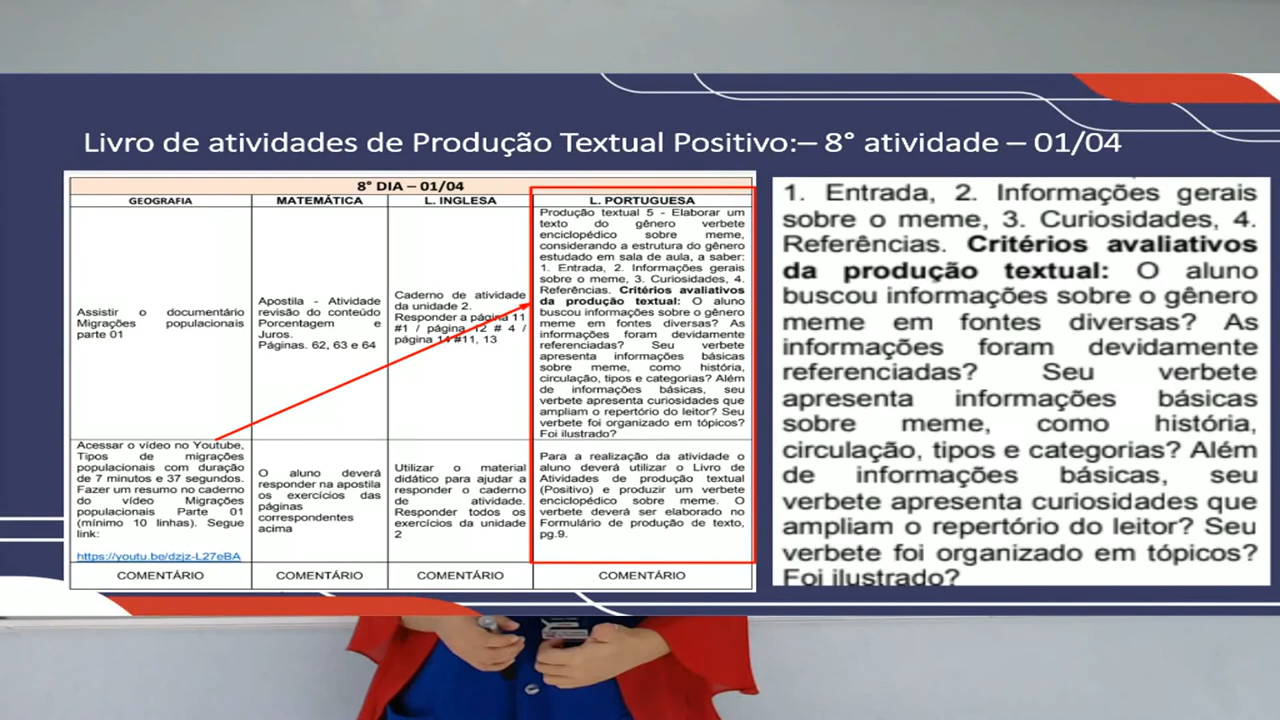 Livro de atividades de Produção Textual Positivo:– 8° atividade – 01/04
8° DIA – 01/04
GEOGRAFIA
MATEMÁTICA
L. INGLESA
L. PORTUGUESA
Assistir o documentário
Migrações populacionais
parte 01
Apostila - Atividade
revisão do conteúdo
Porcentagem e
Juros.
Páginas. 62, 63 e 64
Caderno de atividade
da unidade 2.
Responder a página 11
#1 / página 12 # 4 /
página 14 #11, 13
Produção textual 5 - Elaborar um
texto do gênero verbete
enciclopédico sobre meme,
considerando a estrutura do gênero
estudado em sala de aula, a saber:
1. Entrada, 2. Informações gerais
sobre o meme, 3. Curiosidades, 4.
Referências. Critérios avaliativos
da produção textual: O aluno
buscou informações sobre o gênero
meme em fontes diversas? As
informações foram devidamente
referenciadas? Seu verbete
apresenta informações básicas
sobre meme, como história,
circulação, tipos e categorias? Além
de informações básicas, seu
verbete apresenta curiosidades que
ampliam o repertório do leitor? Seu
verbete foi organizado em tópicos?
Foi ilustrado?
Acessar o vídeo no Youtube,
Tipos de migrações
populacionais com duração
de 7 minutos e 37 segundos.
Fazer um resumo no caderno
do vídeo Migrações
populacionais Parte 01
(mínimo 10 linhas). Segue
link:
https://youtu.be/dzjz-L27eBA
O aluno deverá
responder na apostila
os exercícios das
páginas
correspondentes
acima
Utilizar o material
didático para ajudar a
responder o caderno
de atividade.
Responder todos os
exercícios da unidade
2
Para a realização da atividade o
aluno deverá utilizar o Livro de
Atividades de produção textual
(Positivo) e produzir um verbete
enciclopédico sobre meme. O
verbete deverá ser elaborado no
Formulário de produção de texto,
pg.9.
COMENTÁRIO
COMENTÁRIO
COMENTÁRIO
COMENTÁRIO
1. Entrada, 2. Informações gerais
sobre o meme, 3. Curiosidades, 4.
Referências. Critérios avaliativos
da produção textual: O aluno
buscou informações sobre o gênero
meme em fontes diversas? As
informações foram devidamente
referenciadas? Seu verbete
apresenta informações básicas
sobre meme, como história,
circulação, tipos e categorias? Além
de informações básicas, seu
verbete apresenta curiosidades que
ampliam o repertório do leitor? Seu
verbete foi organizado em tópicos?
Foi ilustrado?